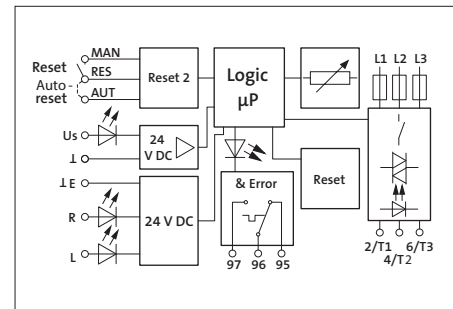 MAN
Reset
RES
Auto-
reset
AUT
Reset 2
Logic
µP
L1 L2 L3
Us
⊥
24
V DC
⊥E
R
L
24 V DC
& Error
Reset
97 96 95
2/T1 6/T3
4/T2